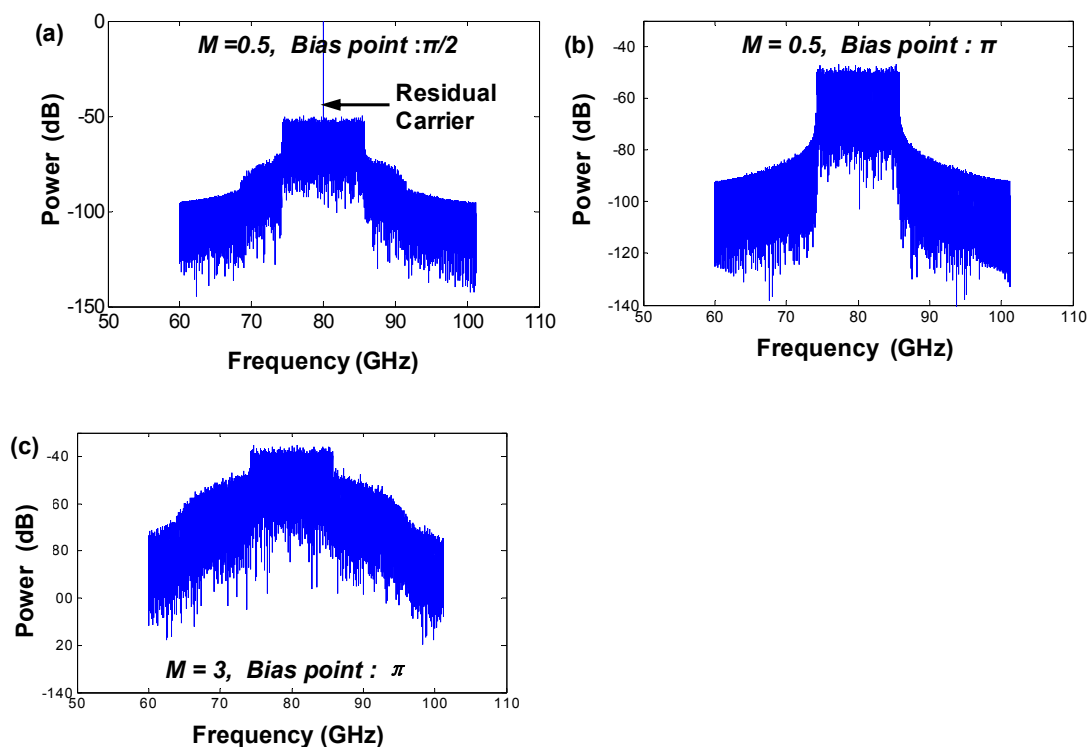 (a)
M =0.5, Bias point :π/2
Residual
Carrier
0
-50
-100
-150
50 60 70 80 90 100 110
Power (dB)
Frequency (GHz)
(b)
M = 0.5, Bias point : π
-40
-60
-80
-100
-120
-140
50 60 70 80 90 100 110
Power (dB)
Frequency (GHz)
(c)
-40
60
80
00
20
-140
50 60 70 80 90 100 110
Power (dB)
M = 3, Bias point : π
Frequency (GHz)